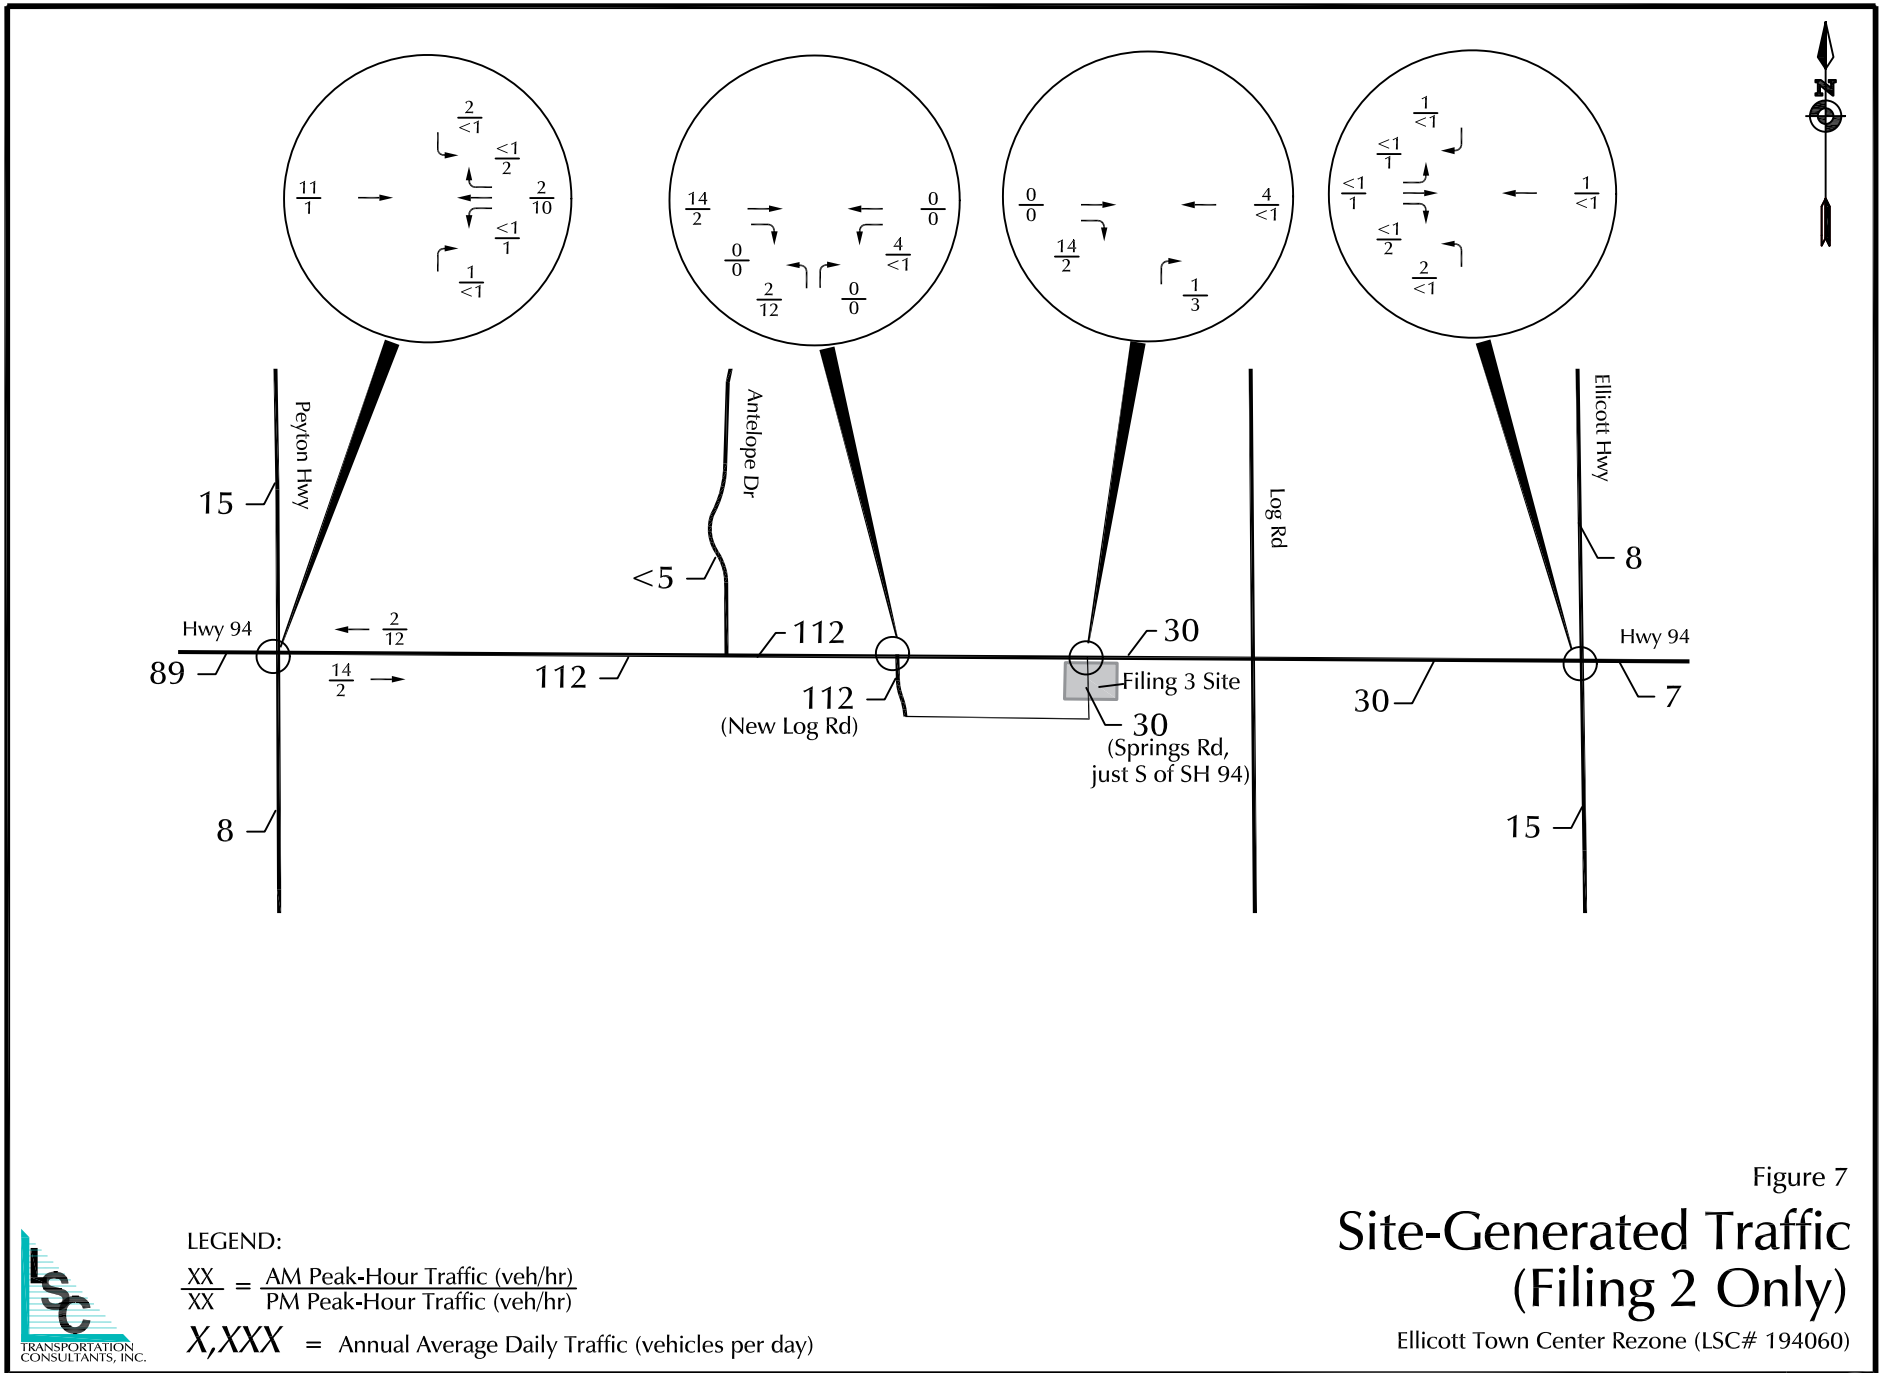 N
2
<1
<1
2
11
1
2
10
<1
1
1
<1
14
2
0
0
0
0
4
<1
2
12
0
0
0
0
4
<1
14
2
1
3
1
<1
<1
1
<1
1
1
<1
<1
2
2
<1
Peyton Hwy
Antelope Dr
Log Rd
Ellicott Hwy
15
<5
8
Hwy 94
2
12
112
30
Hwy 94
89
14
2
112
112
(New Log Rd)
Filing 3 Site
30
(Springs Rd,
just S of SH 94)
30
7
8
15
Figure 7
Site-Generated Traffic
(Filing 2 Only)
Ellicott Town Center Rezone (LSC# 194060)
LEGEND:
XX = AM Peak-Hour Traffic (veh/hr)
XX PM Peak-Hour Traffic (veh/hr)
X,XXX = Annual Average Daily Traffic (vehicles per day)
LSC
TRANSPORTATION
CONSULTANTS, INC.